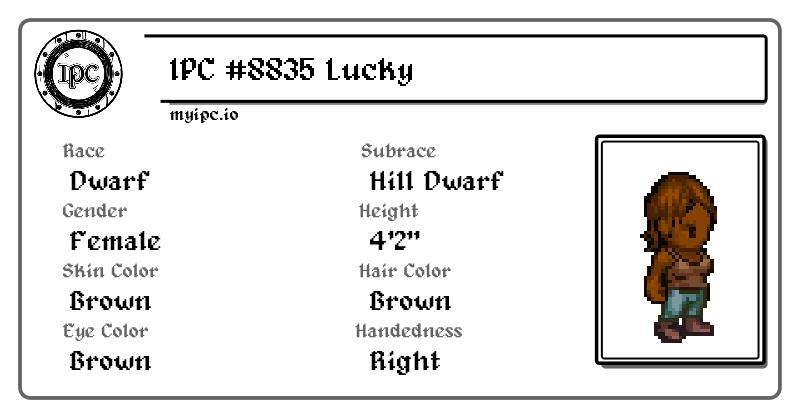 IPC
IPC #8835 Lucky
myipc.io
Race
Dwarf
Subrace
Hill Dwarf
Gender
Female
Height
4'2"
Skin Color
Brown
Hair Color
Brown
Eye Color
Brown
Handedness
Right